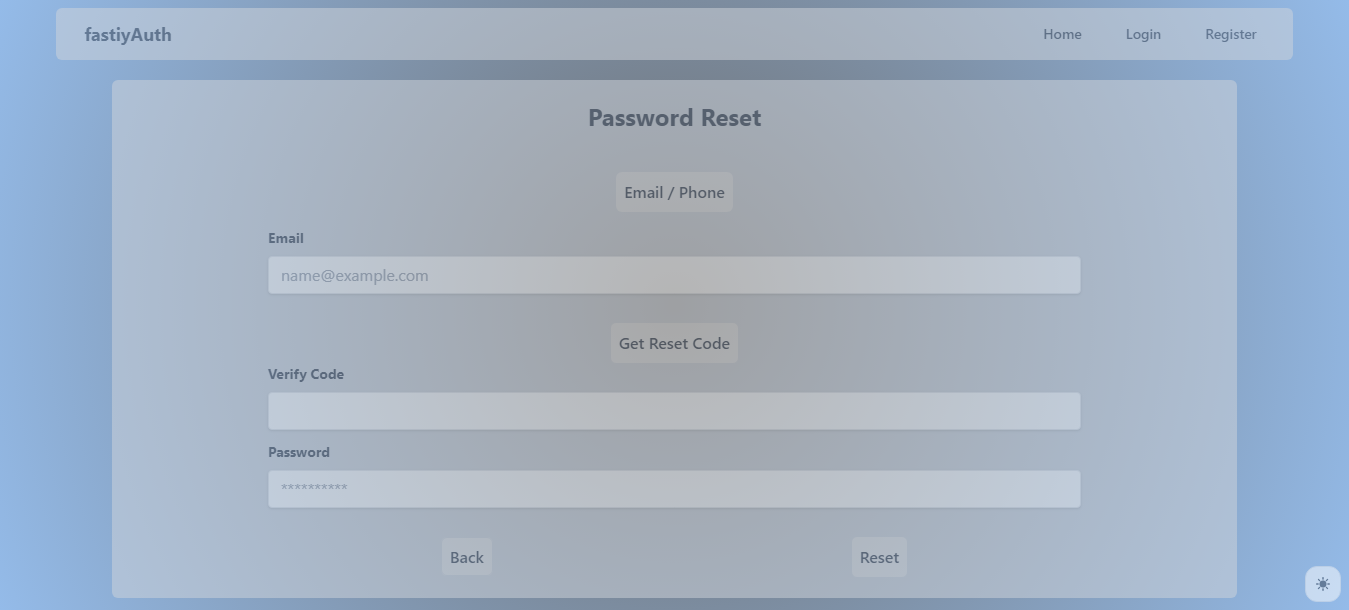 fastiyAuth Home Login Register
Password Reset
Email / Phone
Email
name@example.com
Get Reset Code
Verify Code
Password
**********
Back Reset